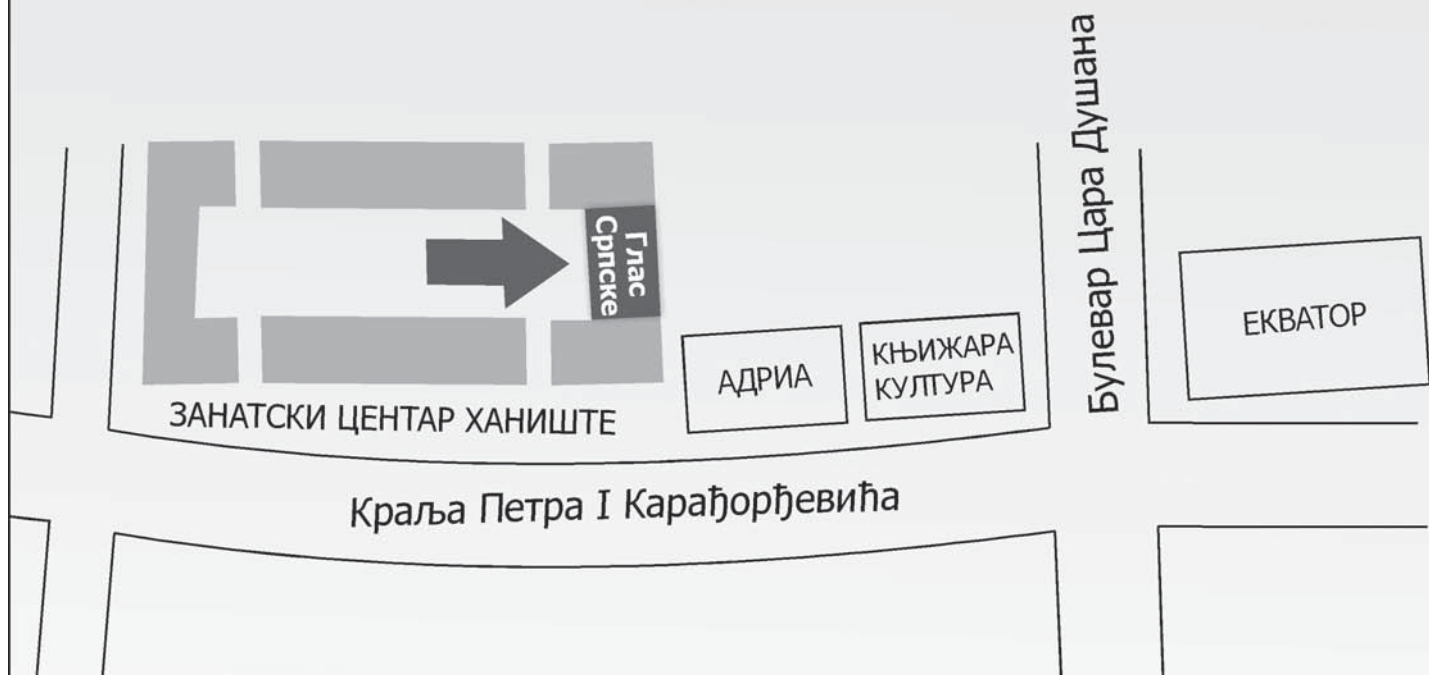 Булевар Цара Душана
Глас
Српске
ЕКВАТОР
КЊИЖАРА
КУЛТУРА
АДРИА
ЗАНАТСКИ ЦЕНТАР ХАНИШТЕ
Краља Петра I Карађорђевића